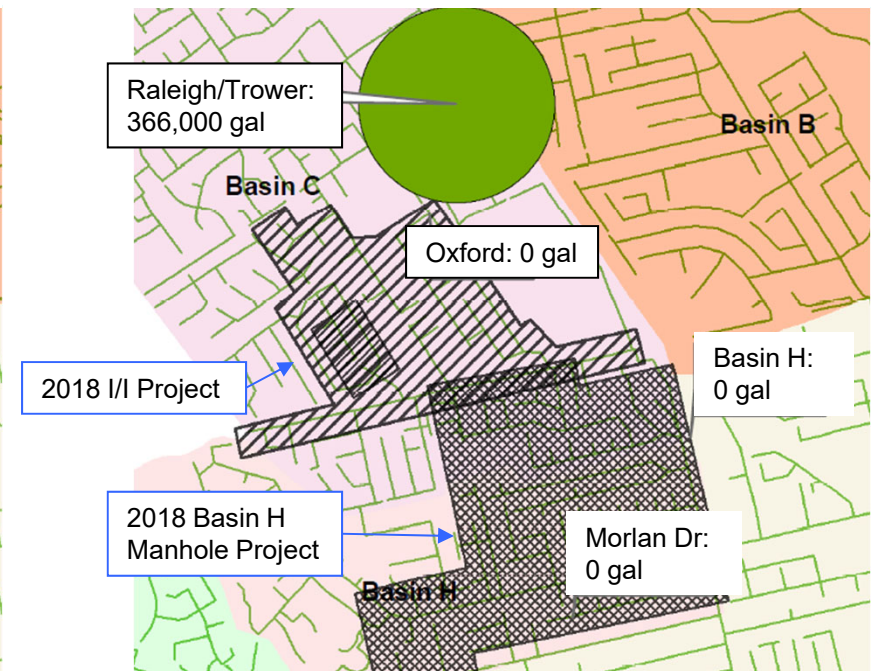 Raleigh/Trower:
366,000 gal
Basin B
Basin C
Oxford: 0 gal
2018 I/I Project
Basin H:
0 gal
2018 Basin H
Manhole Project
Morlan Dr:
0 gal
Basin H